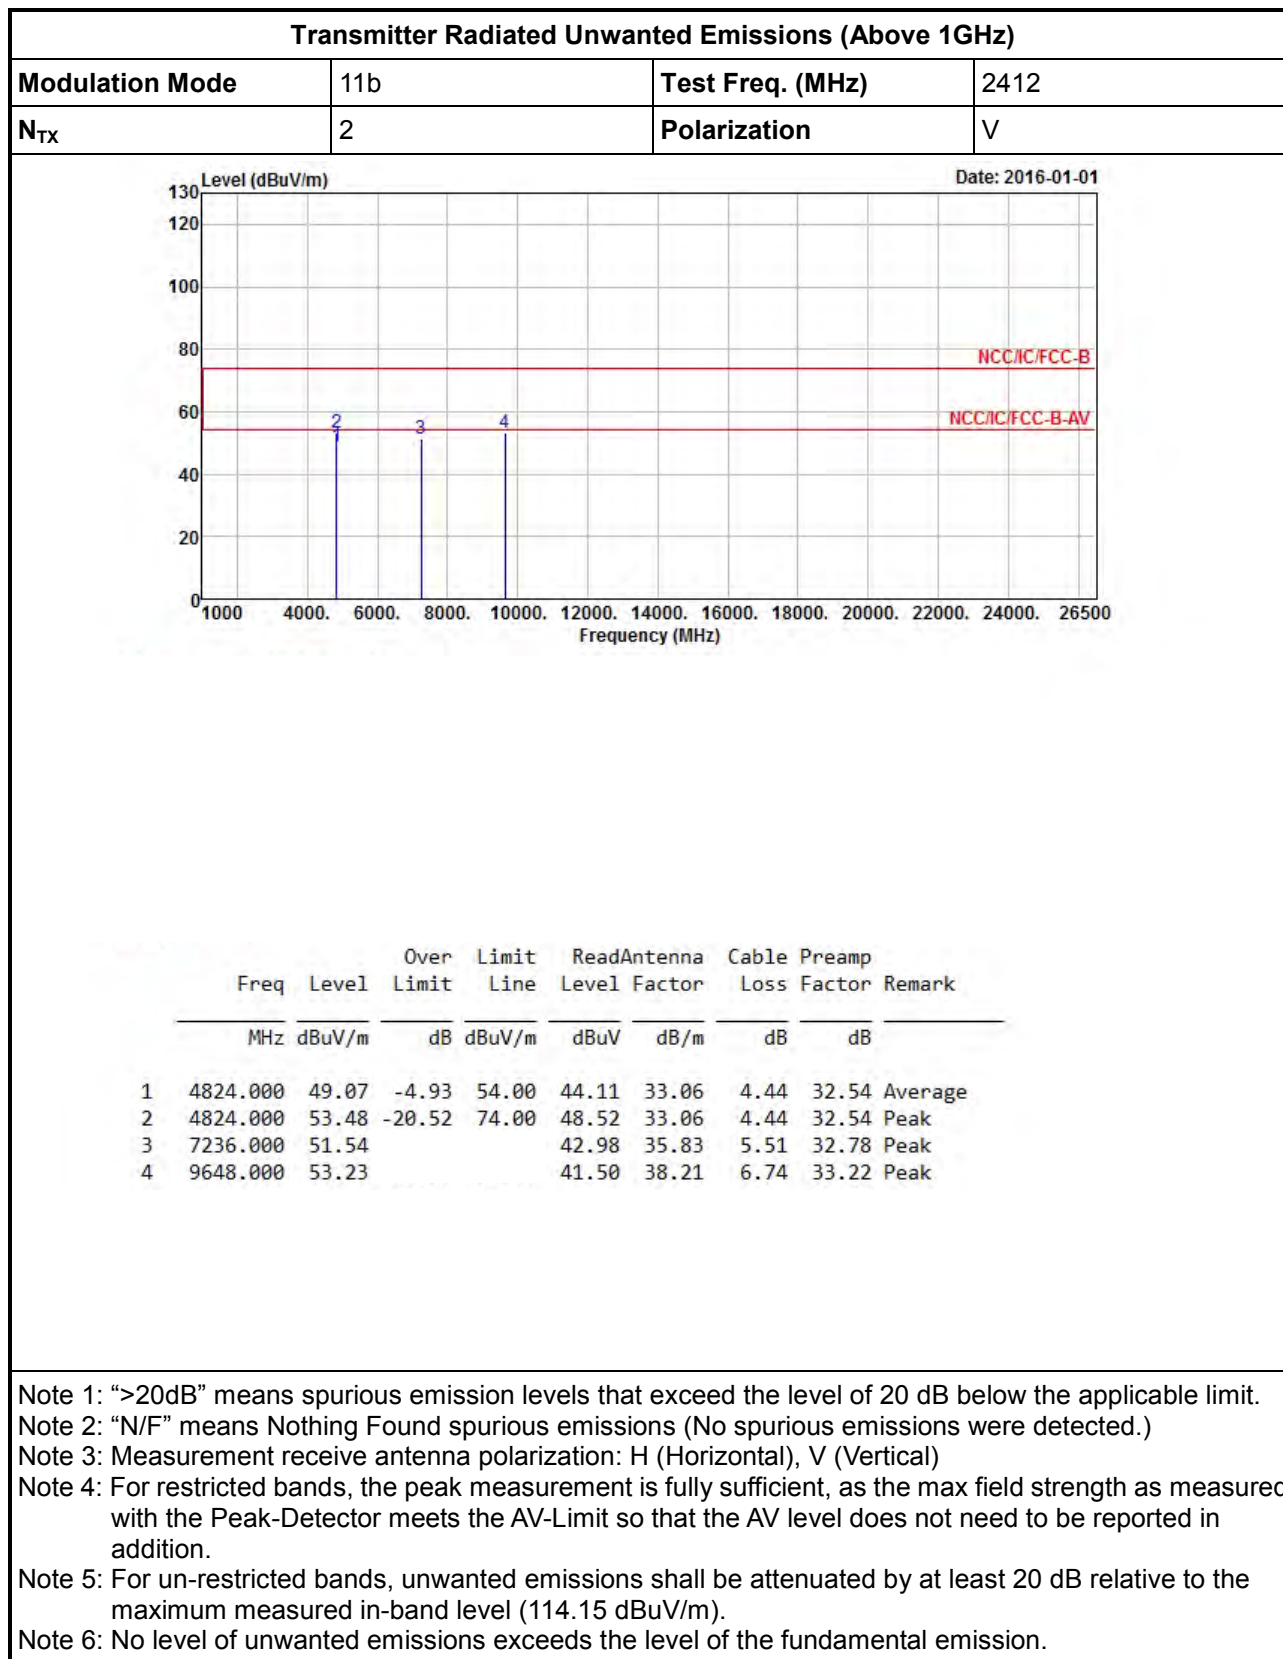 Transmitter Radiated Unwanted Emissions (Above 1GHz)
Modulation Mode 11b Test Freq. (MHz) 2412
NTX 2 Polarization V
Level (dBuV/m) Date: 2016-01-01
130
120
100
80
NCC/IC/FCC-B
60
2 3 4
NCC/IC/FCC-B-AV
40
20
0
1000 4000. 6000. 8000. 10000. 12000. 14000. 16000. 18000. 20000. 22000. 24000. 26500
Frequency (MHz)
Over Limit ReadAntenna Cable Preamp
Freq Level Limit Line Level Factor Loss Factor Remark
MHz dBuV/m dB dBuV/m dBuV dB/m dB dB
1 4824.000 49.07 -4.93 54.00 44.11 33.06 4.44 32.54 Average
2 4824.000 53.48 -20.52 74.00 48.52 33.06 4.44 32.54 Peak
3 7236.000 51.54 42.98 35.83 5.51 32.78 Peak
4 9648.000 53.23 41.50 38.21 6.74 33.22 Peak
Note 1: “>20dB” means spurious emission levels that exceed the level of 20 dB below the applicable limit.
Note 2: “N/F” means Nothing Found spurious emissions (No spurious emissions were detected.)
Note 3: Measurement receive antenna polarization: H (Horizontal), V (Vertical)
Note 4: For restricted bands, the peak measurement is fully sufficient, as the max field strength as measured
with the Peak-Detector meets the AV-Limit so that the AV level does not need to be reported in
addition.
Note 5: For un-restricted bands, unwanted emissions shall be attenuated by at least 20 dB relative to the
maximum measured in-band level (114.15 dBuV/m).
Note 6: No level of unwanted emissions exceeds the level of the fundamental emission.